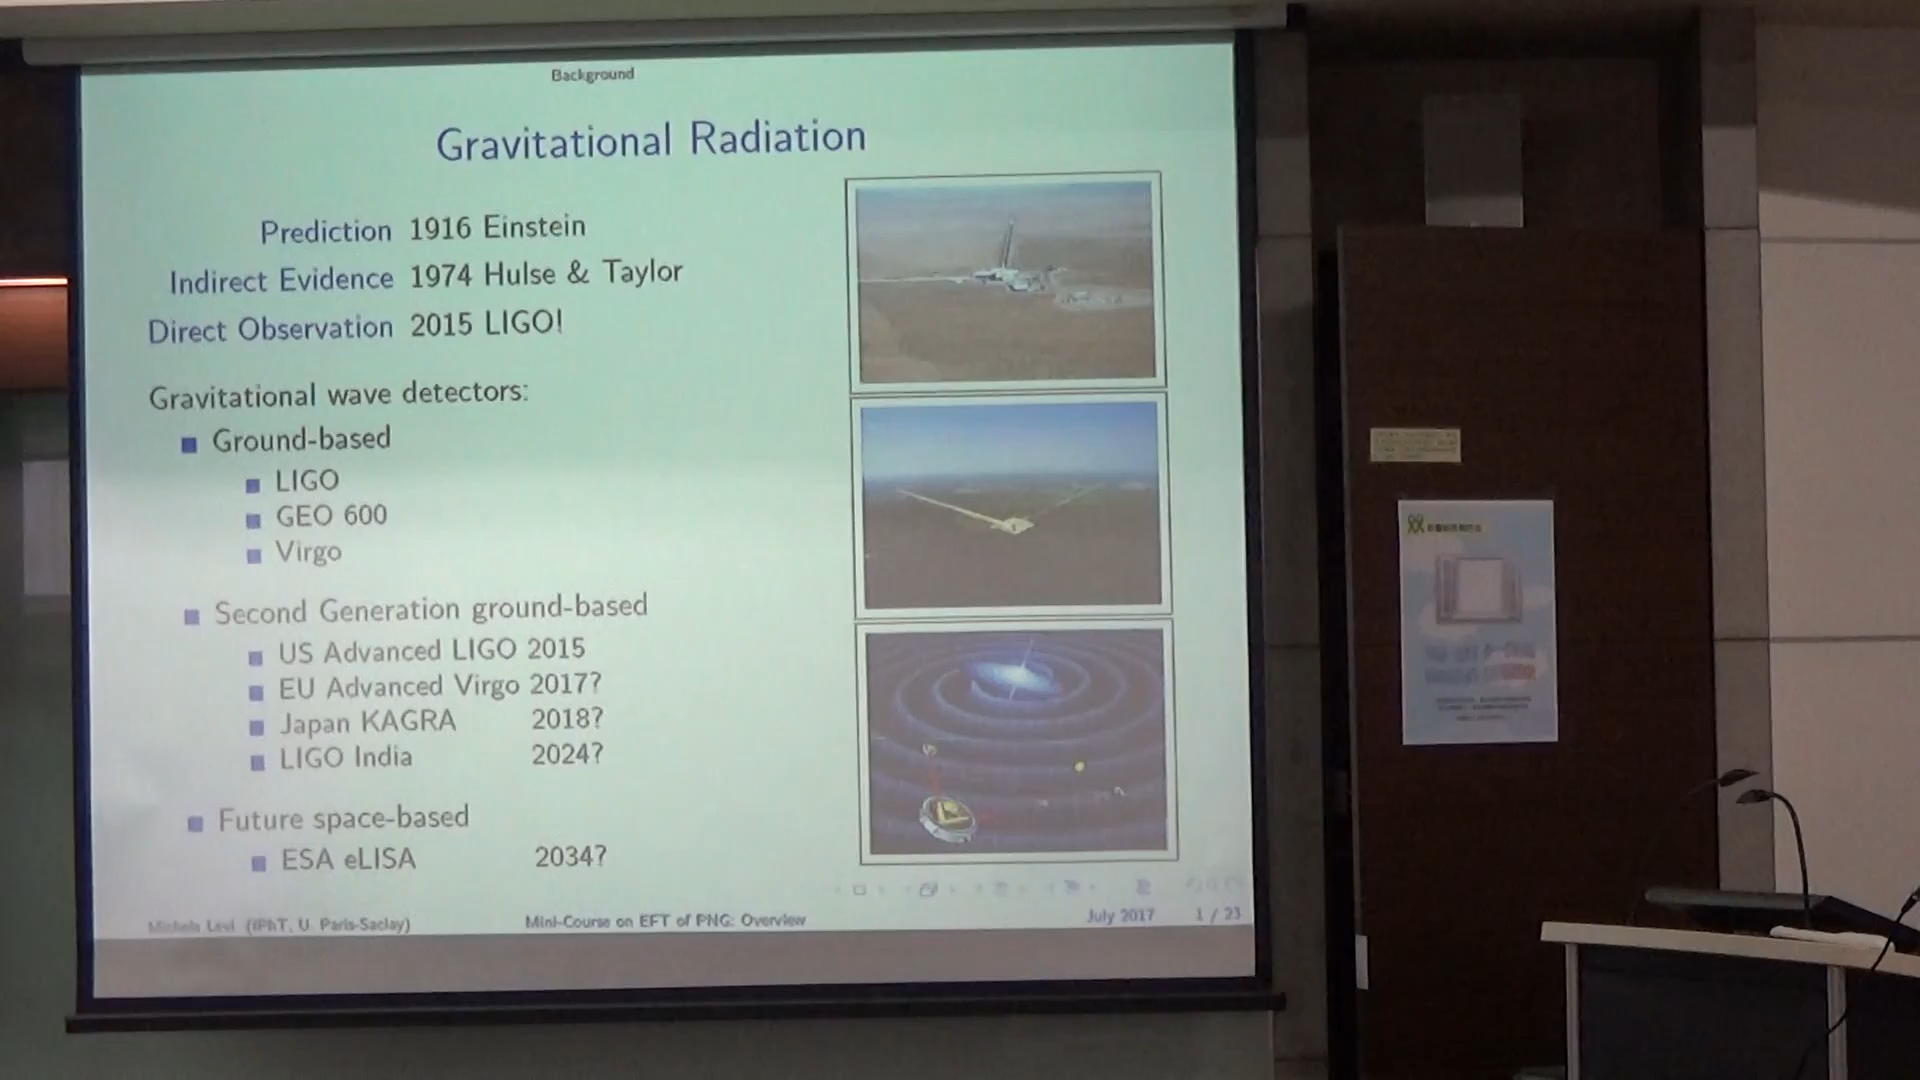 Background
Gravitational Radiation
Prediction 1916 Einstein
Indirect Evidence 1974 Hulse & Taylor
Direct Observation 2015 LIGO!
Gravitational wave detectors:
Ground-based
LIGO
GEO 600
Virgo
Second Generation ground-based
US Advanced LIGO 2015
EU Advanced Virgo 2017?
Japan KAGRA 2018?
LIGO India 2024?
Future space-based
ESA eLISA 2034?
Michele Levi (IPhT, U. Paris-Saclay) Mini-Course on EFT of PNG: Overview July 2017 1 / 23